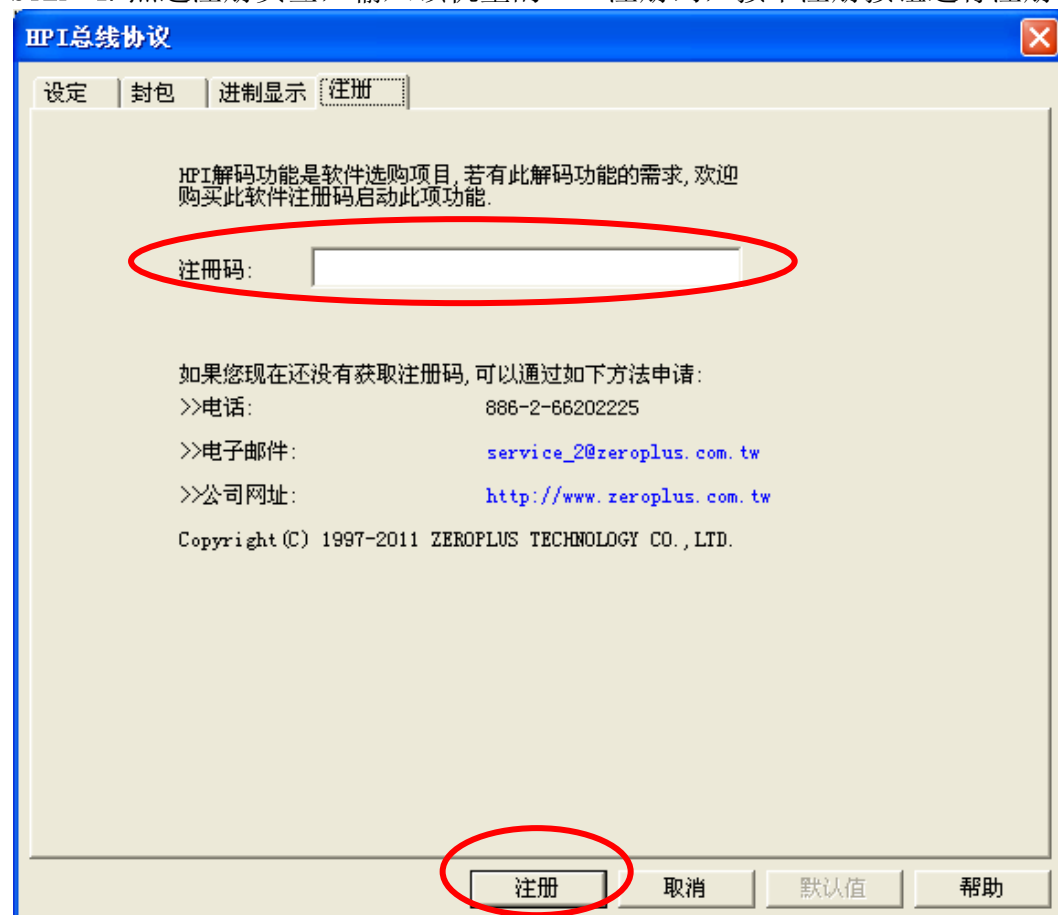 HPI总线协议
设定 封包 进制显示 注册
HPI解码功能是软件选购项目,若有此解码功能的需求,欢迎
购买此软件注册码启动此项功能.
注册码:
如果您现在还没有获取注册码,可以通过如下方法申请:
>>电话: 886-2-66202225
>>电子邮件: service_2@zeroplus.com.tw
>>公司网址: http://www.zeroplus.com.tw
Copyright(C) 1997-2011 ZEROPLUS TECHNOLOGY CO.,LTD.
注册 取消 默认值 帮助